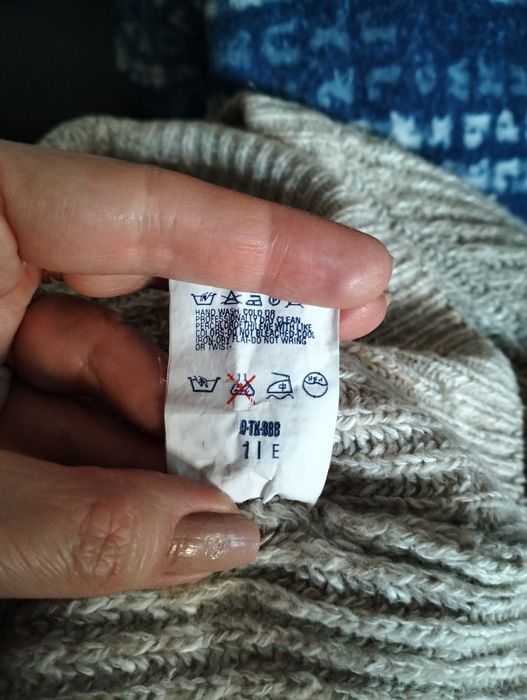 HAND WASH COLD OR
PROFESSIONALLY DRY CLEAN
PERCHLOROETHYLENE WITH LIKE
COLORS-DO NOT BLEACHED-COOL
IRON-DRY FLAT-DO NOT WRING
OR TWIST-
1 I E